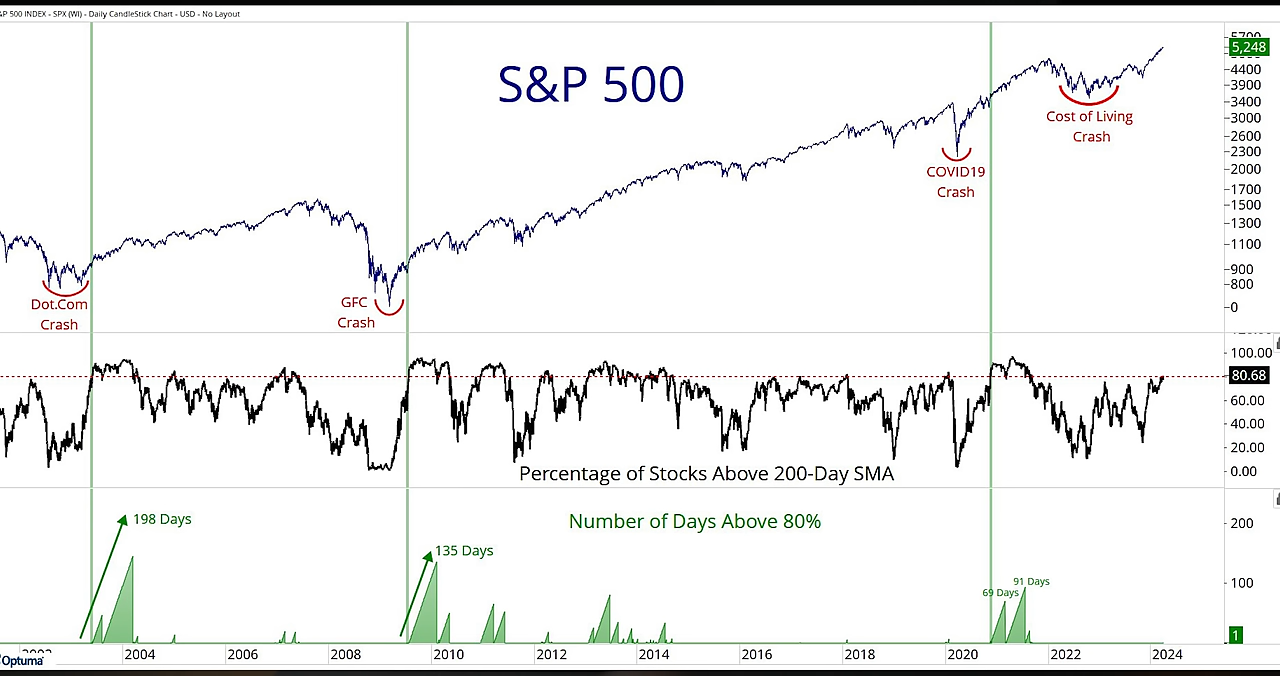 &P 500 INDEX - SPX (WI) - Daily CandleStick Chart - USD - No Layout
S&P 500
Dot.Com
Crash
GFC
Crash
COVID19
Crash
Cost of Living
Crash
5700
5,248
4400
3900
3400
3000
2600
2300
2000
1700
1500
1300
1100
900
800
0
Percentage of Stocks Above 200-Day SMA
100.00
80.68
60.00
40.00
20.00
0.00
Number of Days Above 80%
198 Days
135 Days
69 Days
91 Days
200
100
1
2004
2006
2008
2010
2012
2014
2016
2018
2020
2022
2024
Optuma